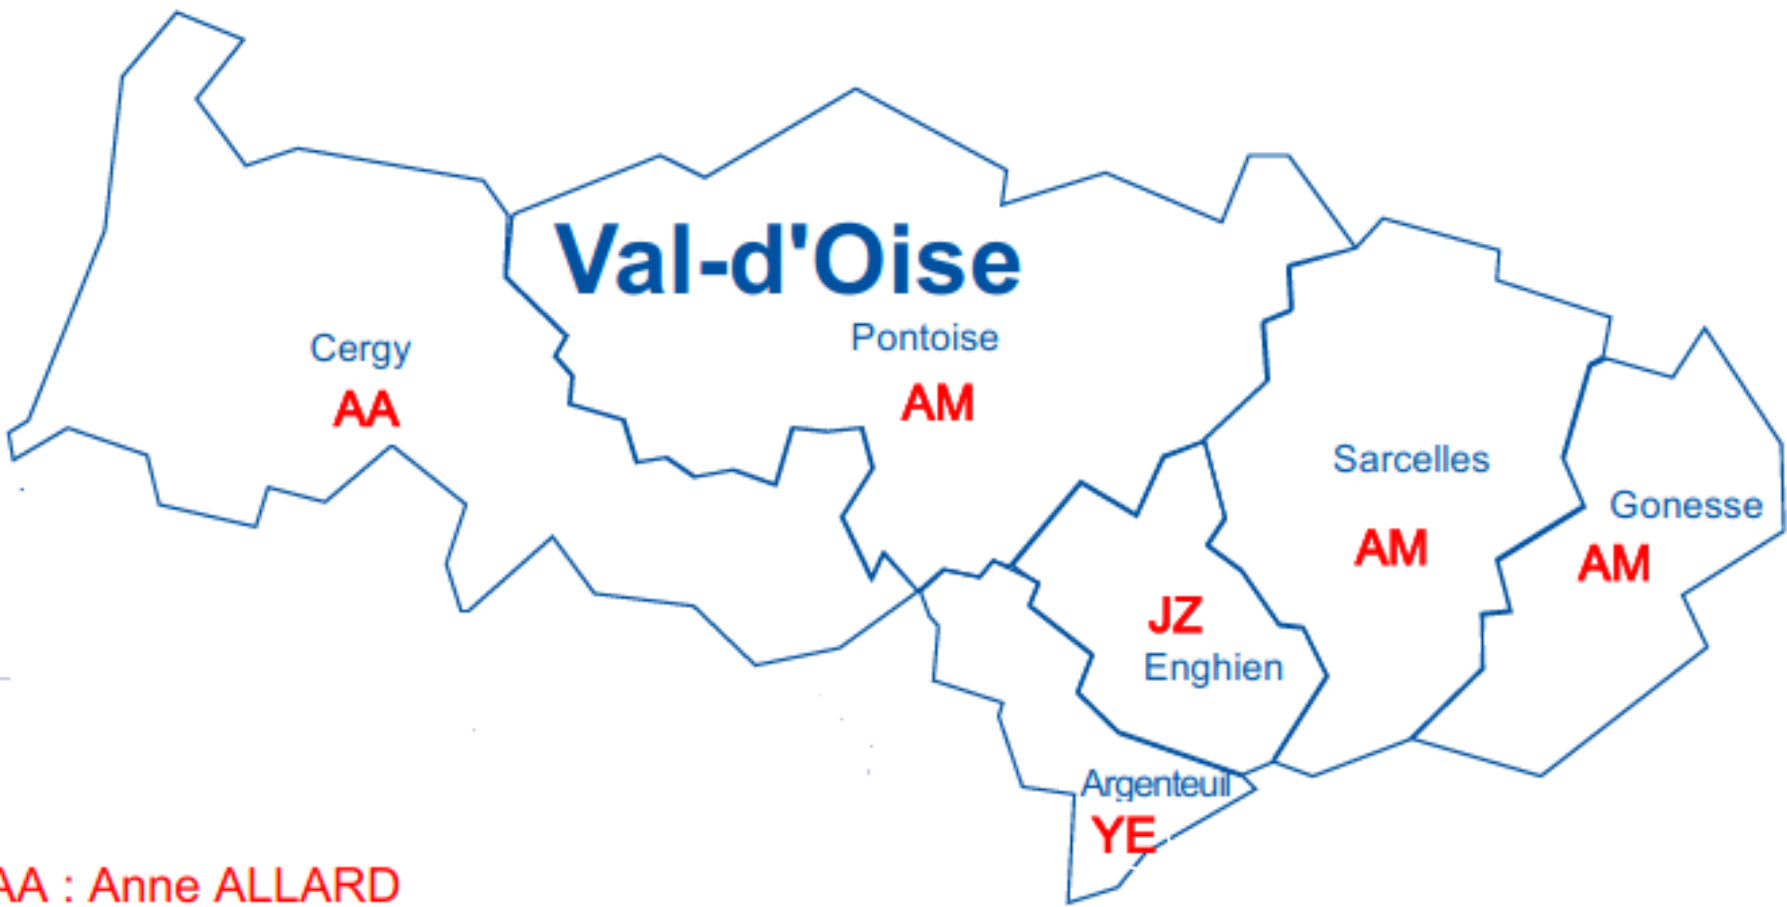 Val-d'Oise
Pontoise
AM
Cergy
AA
Sarcelles
AM
Gonesse
AM
JZ
Enghien
Argenteuil
YE
AA : Anne ALLARD